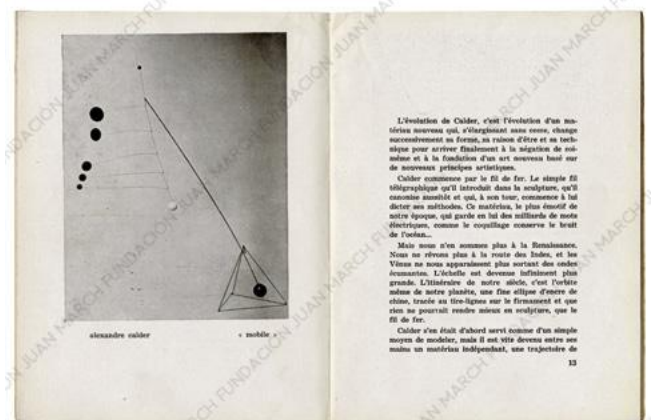 alexandre calder
« mobile »
L'évolution de Calder, c'est l'évolution d'un ma-
tériau nouveau qui, s'élargissant sans cesse, change
successivement sa forme, sa raison d'être et sa tech-
nique pour arriver finalement à la négation de soi-
même et à la fondation d'un art nouveau basé sur
de nouveaux principes artistiques.
Calder commence par le fil de fer. Le simple fil
télégraphique qu'il introduit dans la sculpture, qu'il
canonise aussitôt et qui, à son tour, commence à lui
dicter ses méthodes. Ce matériau, le plus émotif de
notre époque, qui garde en lui des milliards de mots
électriques, comme le coquillage conserve le bruit
de l'océan...
Mais nous n'en sommes plus à la Renaissance.
Nous ne rêvons plus à la route des Indes, et les
Vénus ne nous apparaissent plus sortant des ondes
écumantes. L'échelle est devenue infiniment plus
grande. L'itinéraire de notre siècle, c'est l'orbite
même de notre planète, une fine ellipse d'encre de
chine, tracée au tire-lignes sur le firmament et que
rien ne pourrait rendre mieux en sculpture, que le
fil de fer.
Calder s'en était d'abord servi comme d'un simple
moyen de modeler, mais il est vite devenu entre ses
mains un matériau indépendant, une trajectoire de
13
FUNDACIÓN JUAN MARCH